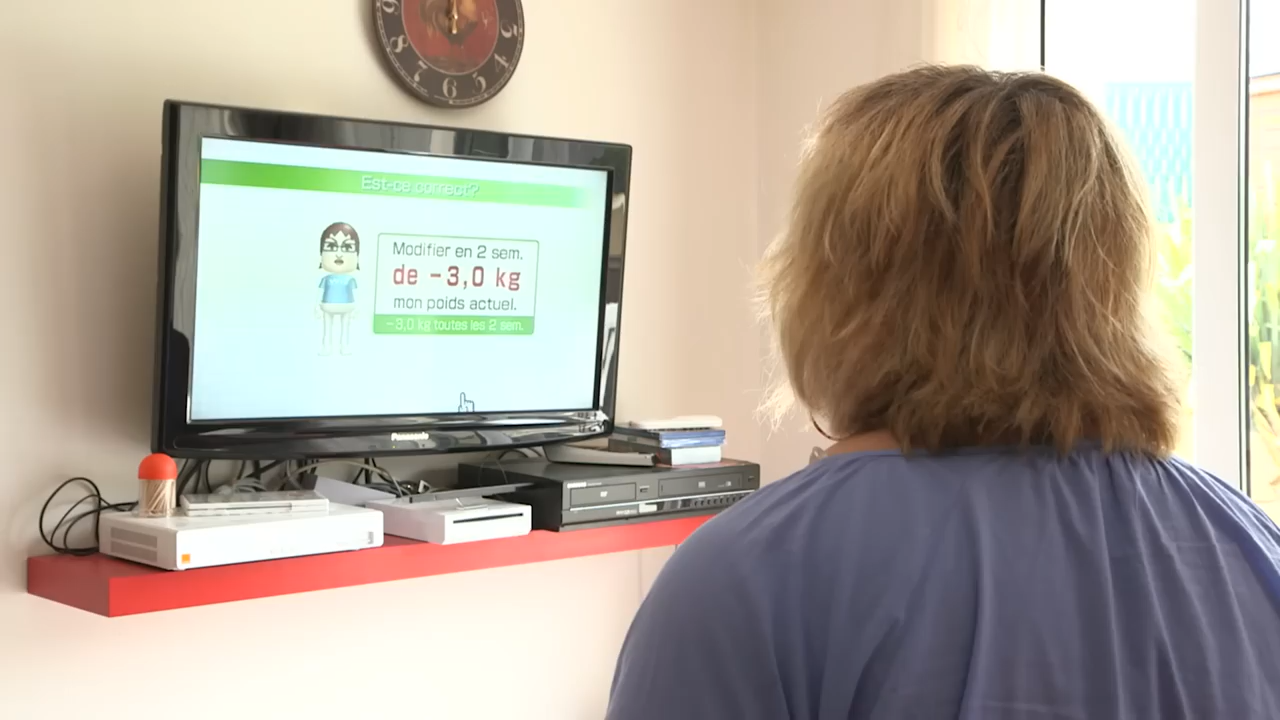 Est-ce correct?
Modifier en 2 sem.
de -3,0 kg
mon poids actuel.
-3,0 kg toutes les 2 sem.
Panasonic